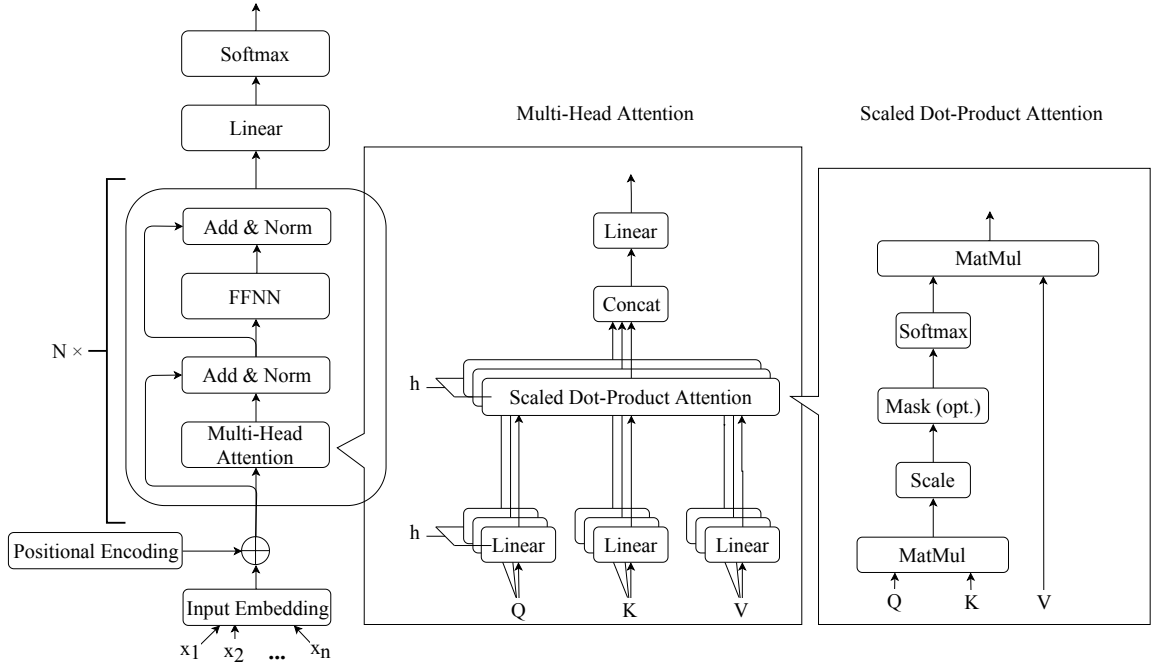 Softmax
Linear
Add & Norm
FFNN
N ×
Add & Norm
Multi-Head
Attention
Positional Encoding
Input Embedding
x1 x2 ... xn
Multi-Head Attention
Linear
Concat
h
Scaled Dot-Product Attention
h
Linear Linear Linear
Q K V
Scaled Dot-Product Attention
MatMul
Softmax
Mask (opt.)
Scale
MatMul
Q K V